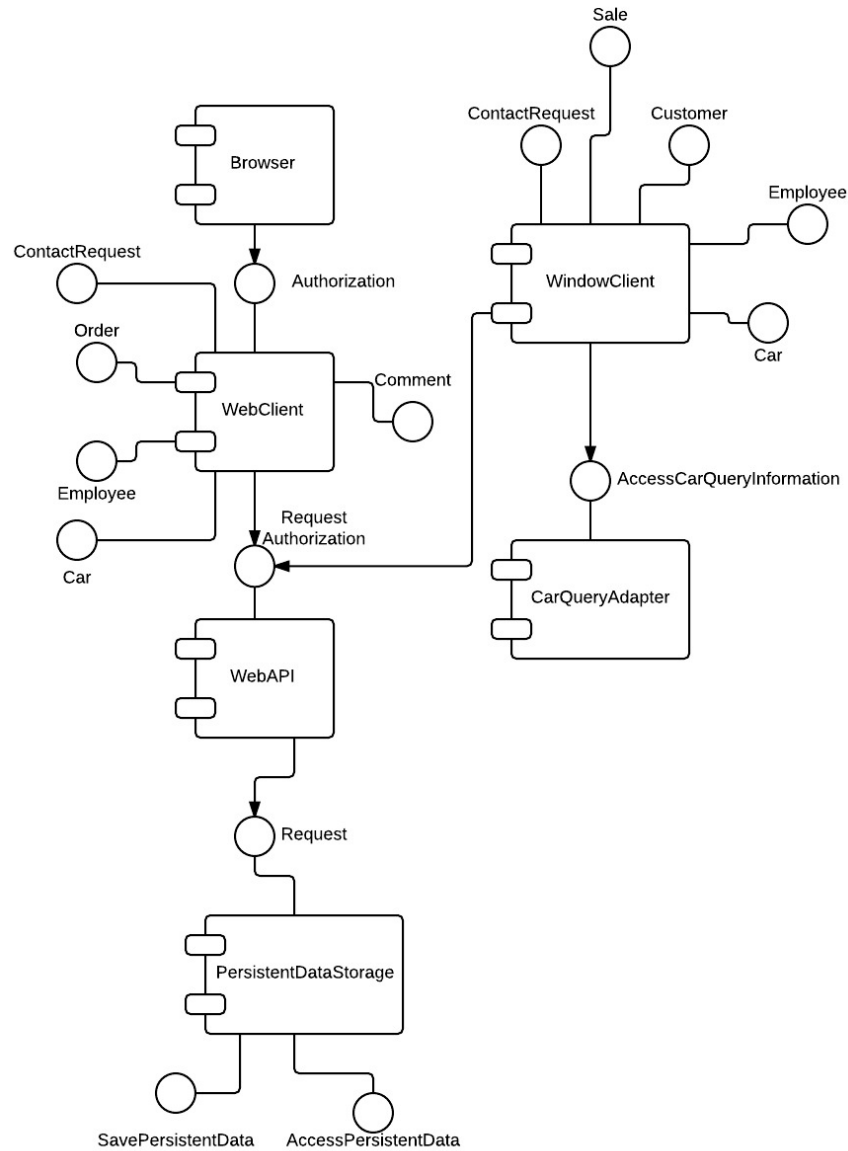 Sale
ContactRequest
Customer
Browser
Employee
ContactRequest
Authorization
WindowClient
Order
Car
Comment
WebClient
Employee
AccessCarQueryInformation
Request
Authorization
Car
CarQueryAdapter
WebAPI
Request
PersistentDataStorage
SavePersistentData
AccessPersistentData